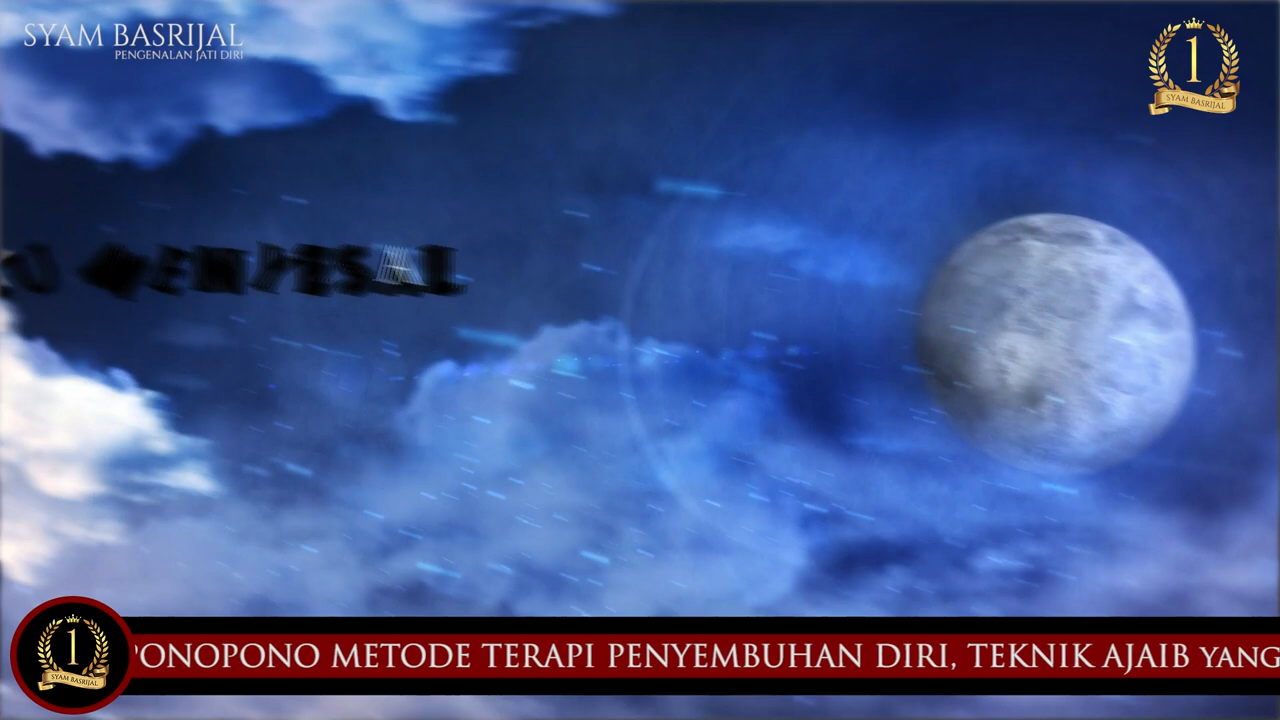 SYAM BASRIJAL
PENGENALAN JATI DIRI
1
SYAM BASRIJAL
MENYESAL
1
SYAM BASRIJAL
PONOPONO METODE TERAPI PENYEMBUHAN DIRI, TEKNIK AJAIB YANG